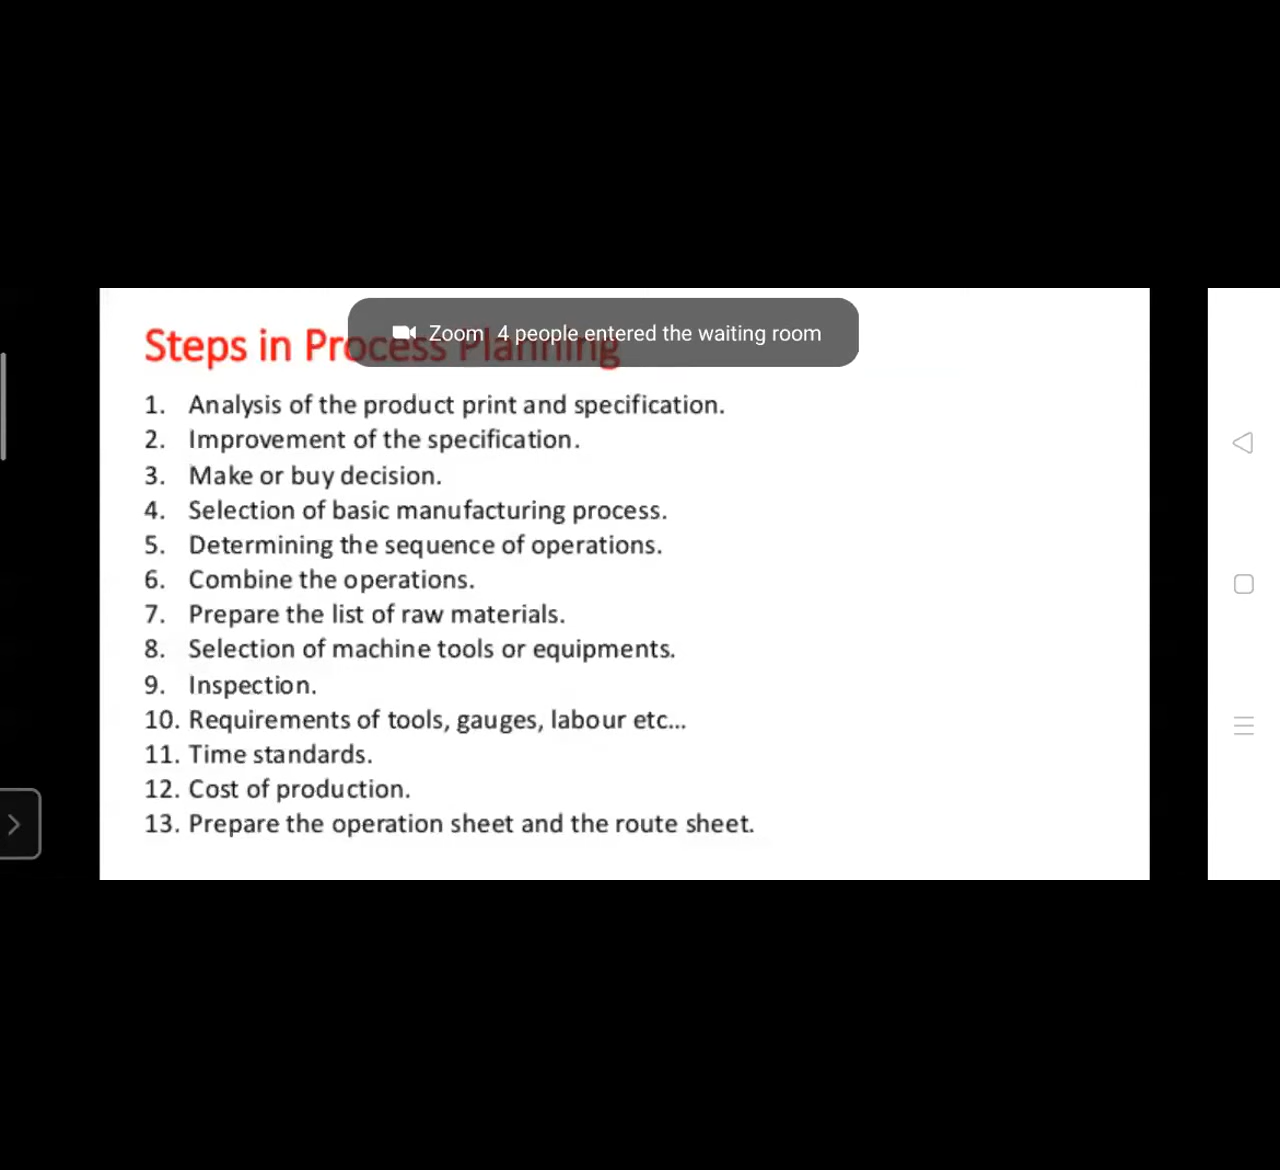 Zoom 4 people entered the waiting room
Steps in Process Planning
1. Analysis of the product print and specification.
2. Improvement of the specification.
3. Make or buy decision.
4. Selection of basic manufacturing process.
5. Determining the sequence of operations.
6. Combine the operations.
7. Prepare the list of raw materials.
8. Selection of machine tools or equipments.
9. Inspection.
10. Requirements of tools, gauges, labour etc...
11. Time standards.
12. Cost of production.
13. Prepare the operation sheet and the route sheet.